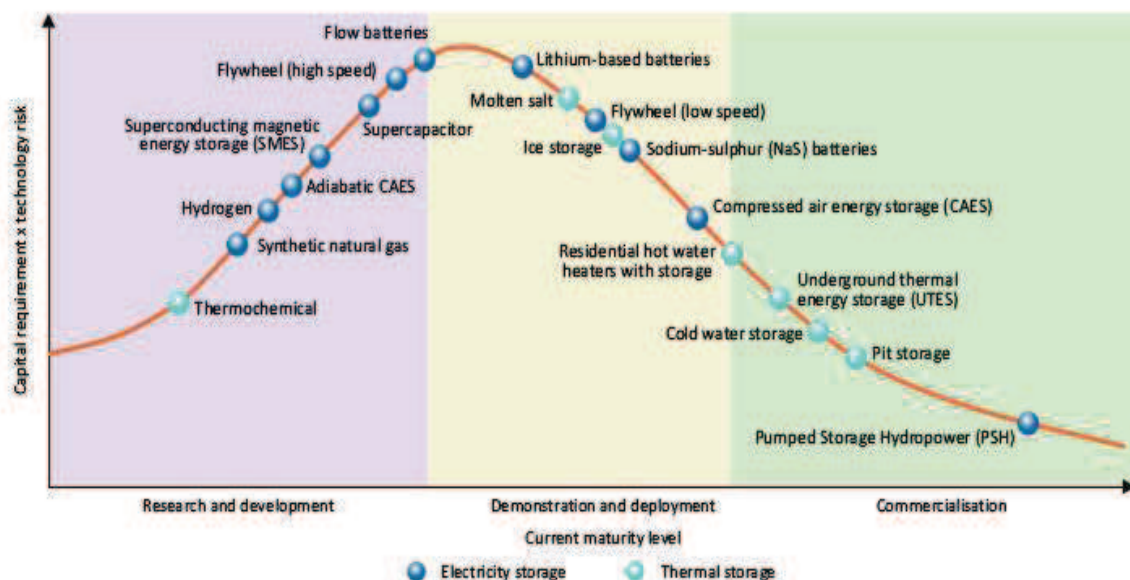 Flow batteries
Flywheel (high speed)
Lithium-based batteries
Molten salt
Flywheel (low speed)
Supercapacitor
Superconducting magnetic
energy storage (SMES)
Ice storage
Sodium-sulphur (NaS) batteries
Adiabatic CAES
Hydrogen
Compressed air energy storage (CAES)
Synthetic natural gas
Residential hot water
heaters with storage
Underground thermal
energy storage (UTES)
Thermochemical
Cold water storage
Pit storage
Pumped Storage Hydropower (PSH)
Capital requirement x technology risk
Research and development
Demonstration and deployment
Commercialisation
Current maturity level
Electricity storage
Thermal storage